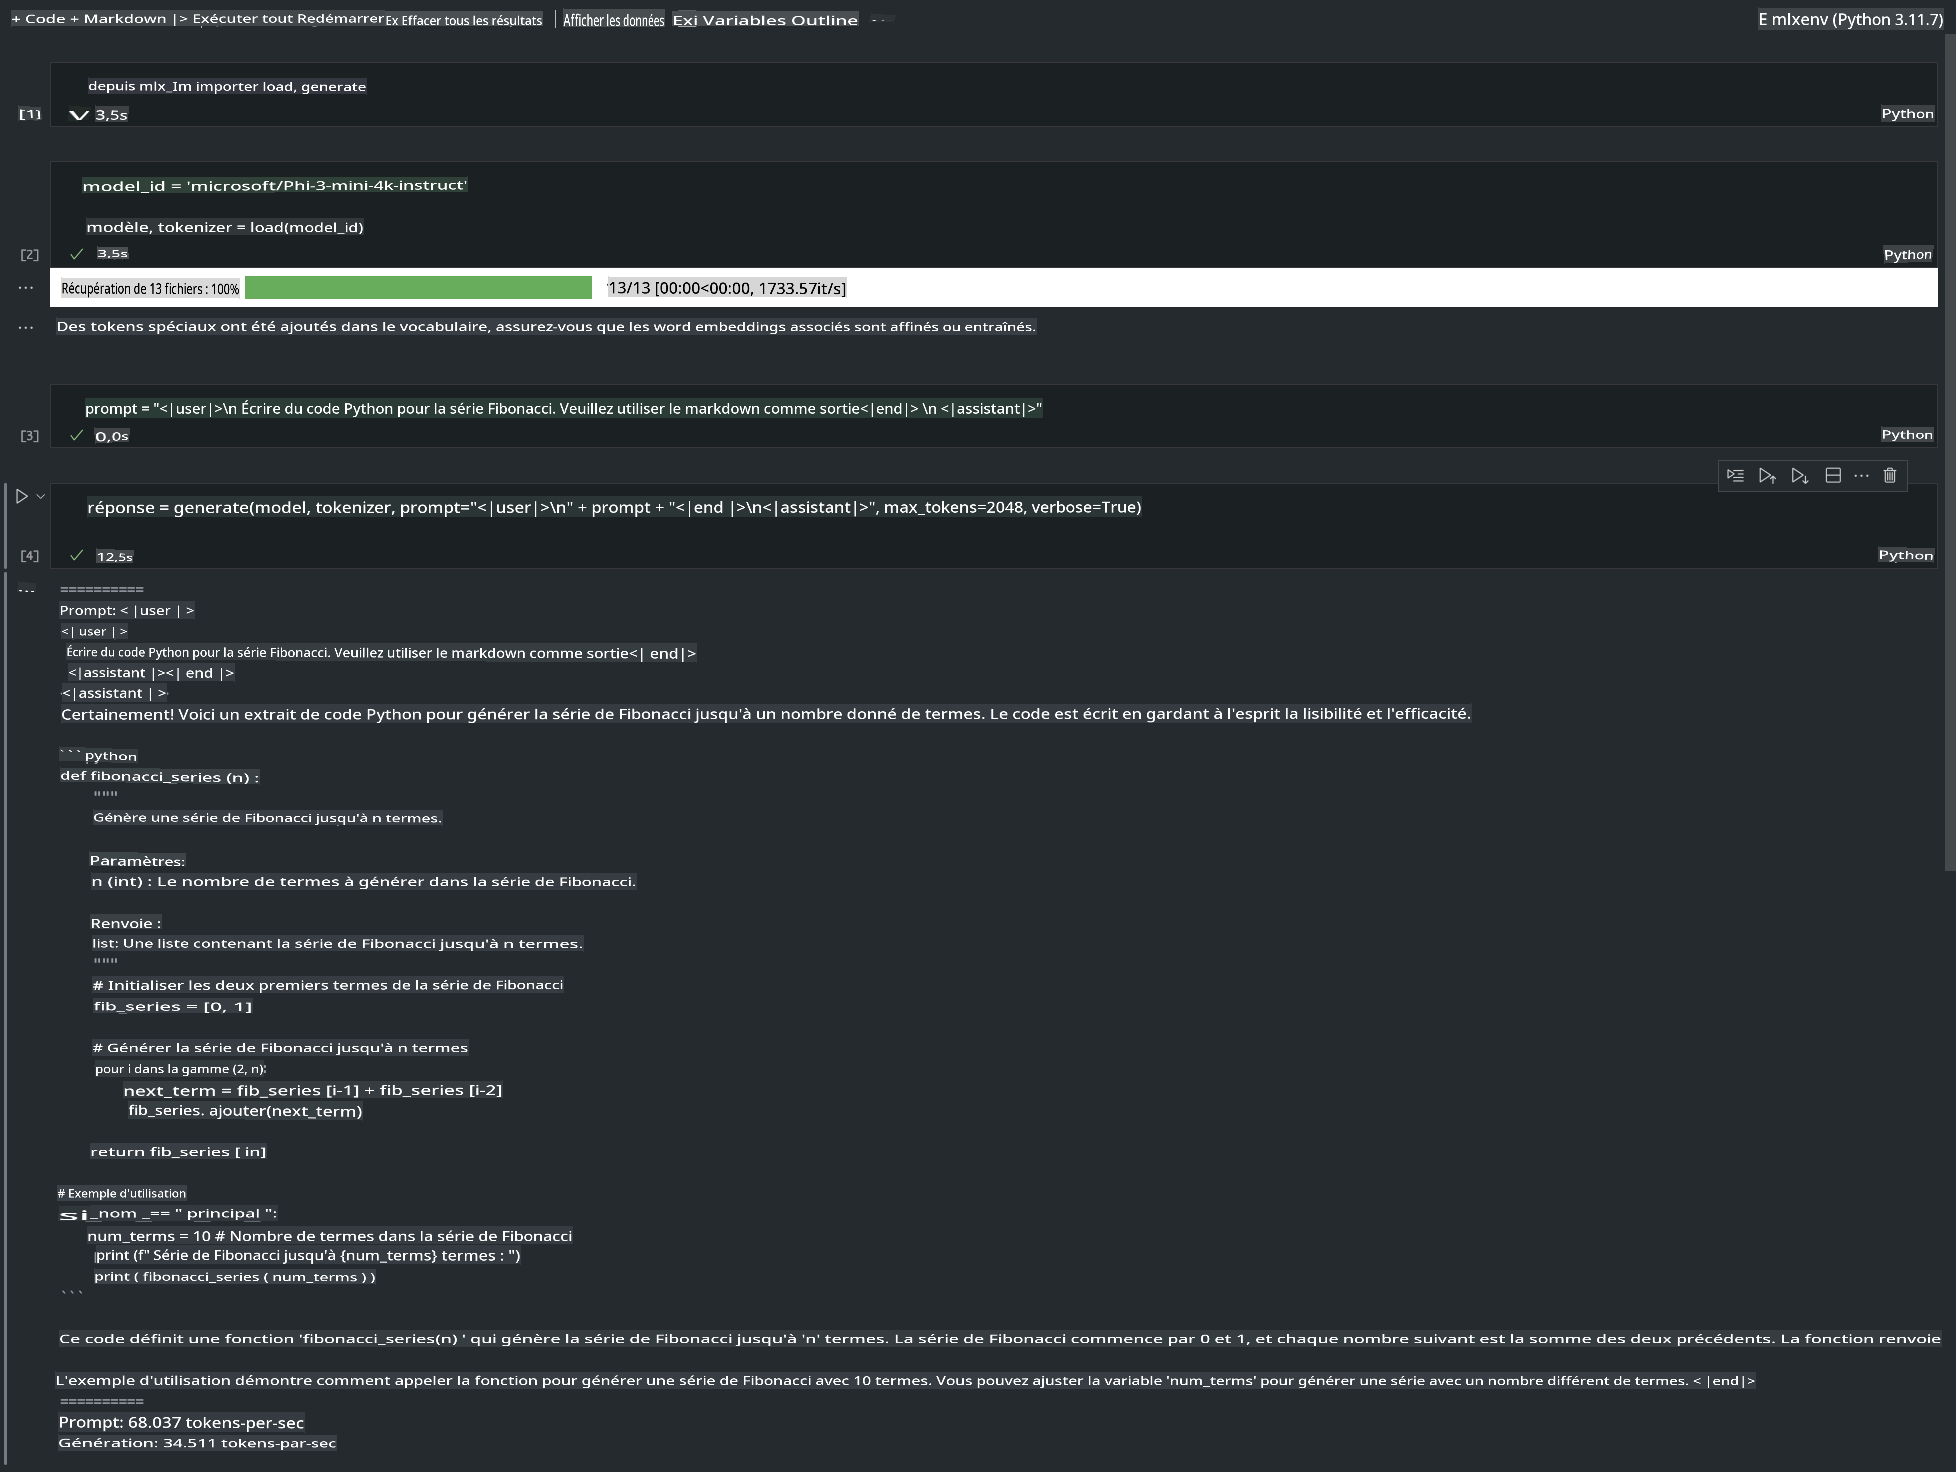 + Code + Markdown |> Exécuter tout Redémarrer Ex Effacer tous les résultats | Afficher les données Exi Variables Outline ... E mlxenv (Python 3.11.7)
depuis mlx_Im importer load, generate
[1] V 3,5s Python
model_id = 'microsoft/Phi-3-mini-4k-instruct'
modèle, tokenizer = load(model_id)
[2] ✓ 3,5s Python
... Récupération de 13 fichiers : 100% 13/13 [00:00<00:00, 1733.57it/s]
... Des tokens spéciaux ont été ajoutés dans le vocabulaire, assurez-vous que les word embeddings associés sont affinés ou entraînés.
prompt = "<|user|>\n Écrire du code Python pour la série Fibonacci. Veuillez utiliser le markdown comme sortie<|end|> \n <|assistant|>"
[3] ✓ 0,0s Python
réponse = generate(model, tokenizer, prompt="<|user|>\n" + prompt + "<|end |>\n<|assistant|>", max_tokens=2048, verbose=True)
[4] ✓ 12,5s Python
... ==========
Prompt: < |user | >
<| user | >
Écrire du code Python pour la série Fibonacci. Veuillez utiliser le markdown comme sortie<| end|>
<|assistant |><| end |>
<|assistant | >
Certainement! Voici un extrait de code Python pour générer la série de Fibonacci jusqu'à un nombre donné de termes. Le code est écrit en gardant à l'esprit la lisibilité et l'efficacité.
```python
def fibonacci_series (n) :
"""
Génère une série de Fibonacci jusqu'à n termes.
Paramètres:
n (int) : Le nombre de termes à générer dans la série de Fibonacci.
Renvoie :
list: Une liste contenant la série de Fibonacci jusqu'à n termes.
"""
# Initialiser les deux premiers termes de la série de Fibonacci
fib_series = [0, 1]
# Générer la série de Fibonacci jusqu'à n termes
pour i dans la gamme (2, n):
next_term = fib_series [i-1] + fib_series [i-2]
fib_series. ajouter(next_term)
return fib_series [ in]
# Exemple d'utilisation
si _nom _== " principal ":
num_terms = 10 # Nombre de termes dans la série de Fibonacci
print (f" Série de Fibonacci jusqu'à {num_terms} termes : ")
print ( fibonacci_series ( num_terms ) )
```
Ce code définit une fonction 'fibonacci_series(n) ' qui génère la série de Fibonacci jusqu'à 'n' termes. La série de Fibonacci commence par 0 et 1, et chaque nombre suivant est la somme des deux précédents. La fonction renvoie
L'exemple d'utilisation démontre comment appeler la fonction pour générer une série de Fibonacci avec 10 termes. Vous pouvez ajuster la variable 'num_terms' pour générer une série avec un nombre différent de termes. < |end|>
==========
Prompt: 68.037 tokens-per-sec
Génération: 34.511 tokens-par-sec